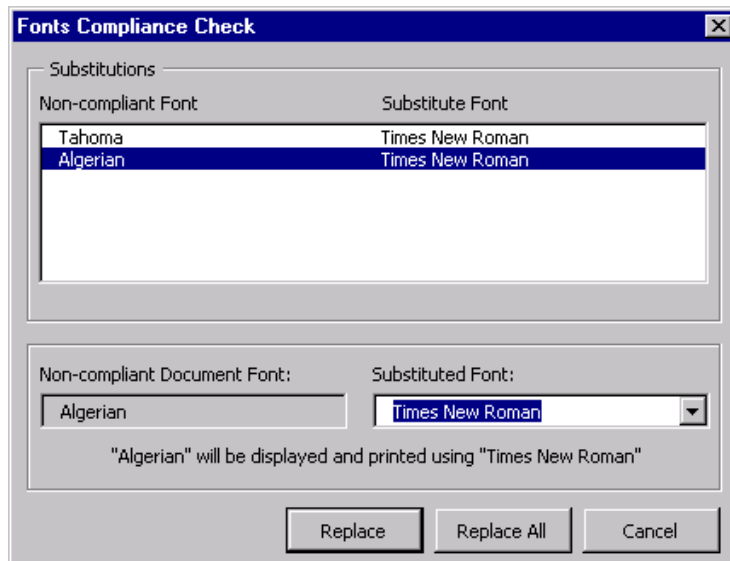 Fonts Compliance Check
Substitutions
Non-compliant Font Substitute Font
Tahoma Times New Roman
Algerian Times New Roman
Non-compliant Document Font: Substituted Font:
Algerian Times New Roman
"Algerian" will be displayed and printed using "Times New Roman"
Replace Replace All Cancel